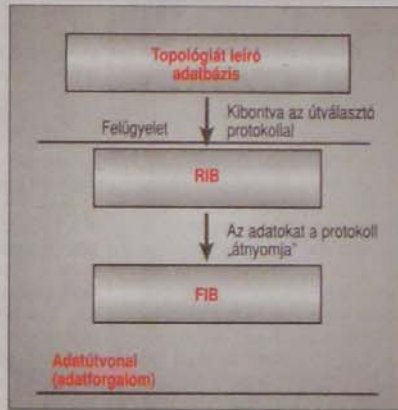 Topológiát leíró
adatbázis
Felügyelet
Kibontva az útválasztó
protokollal
RIB
Az adatokat a protokoll
„átnyomja”
FIB
Adatútvonal
(adatforgalom)